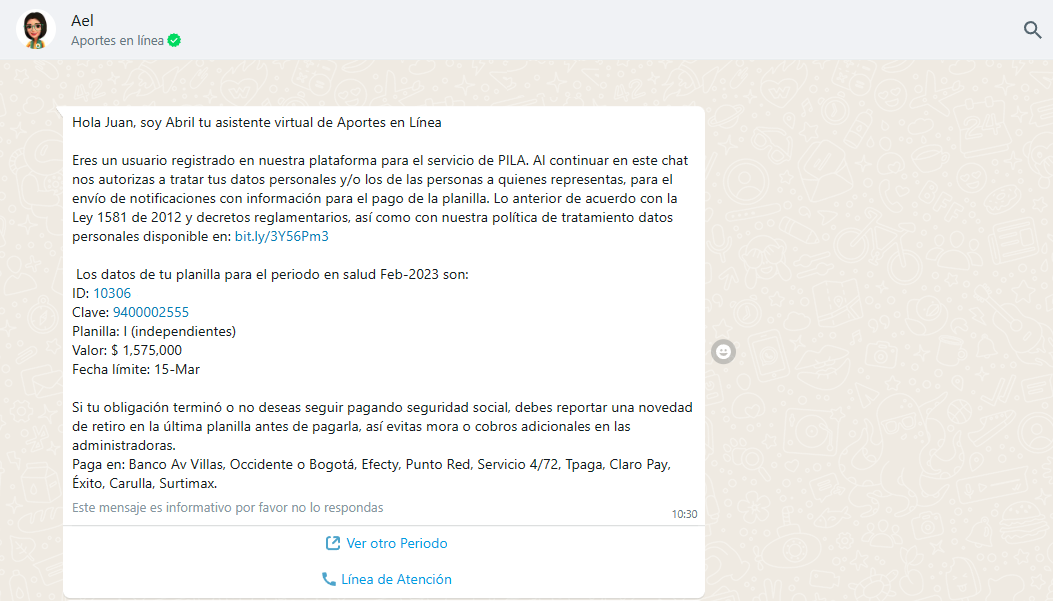 Ael
Aportes en línea
Hola Juan, soy Abril tu asistente virtual de Aportes en Línea
Eres un usuario registrado en nuestra plataforma para el servicio de PILA. Al continuar en este chat
nos autorizas a tratar tus datos personales y/o los de las personas a quienes representas, para el
envío de notificaciones con información para el pago de la planilla. Lo anterior de acuerdo con la
Ley 1581 de 2012 y decretos reglamentarios, así como con nuestra política de tratamiento datos
personales disponible en: bit.ly/3Y56Pm3
Los datos de tu planilla para el periodo en salud Feb-2023 son:
ID: 10306
Clave: 9400002555
Planilla: I (independientes)
Valor: $ 1,575,000
Fecha límite: 15-Mar
Si tu obligación terminó o no deseas seguir pagando seguridad social, debes reportar una novedad
de retiro en la última planilla antes de pagarla, así evitas mora o cobros adicionales en las
administradoras.
Paga en: Banco Av Villas, Occidente o Bogotá, Efecty, Punto Red, Servicio 4/72, Tpaga, Claro Pay,
Éxito, Carulla, Surtimax.
Este mensaje es informativo por favor no lo respondas
10:30
Ver otro Periodo
Línea de Atención